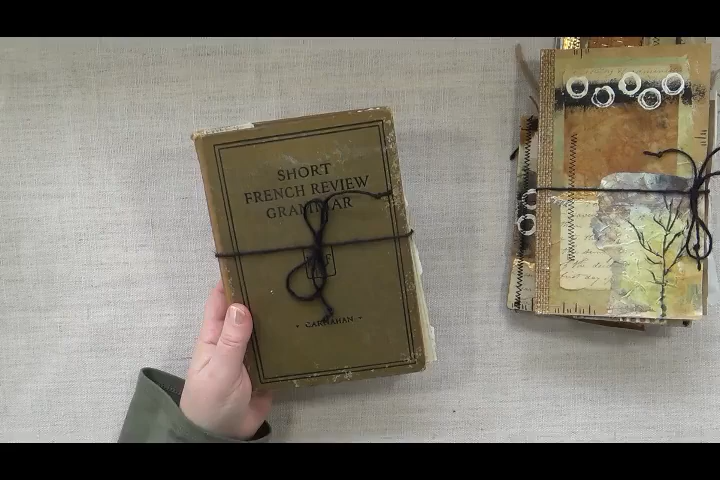 SHORT
FRENCH REVIEW
GRAMMAR
• CARNAHAN •